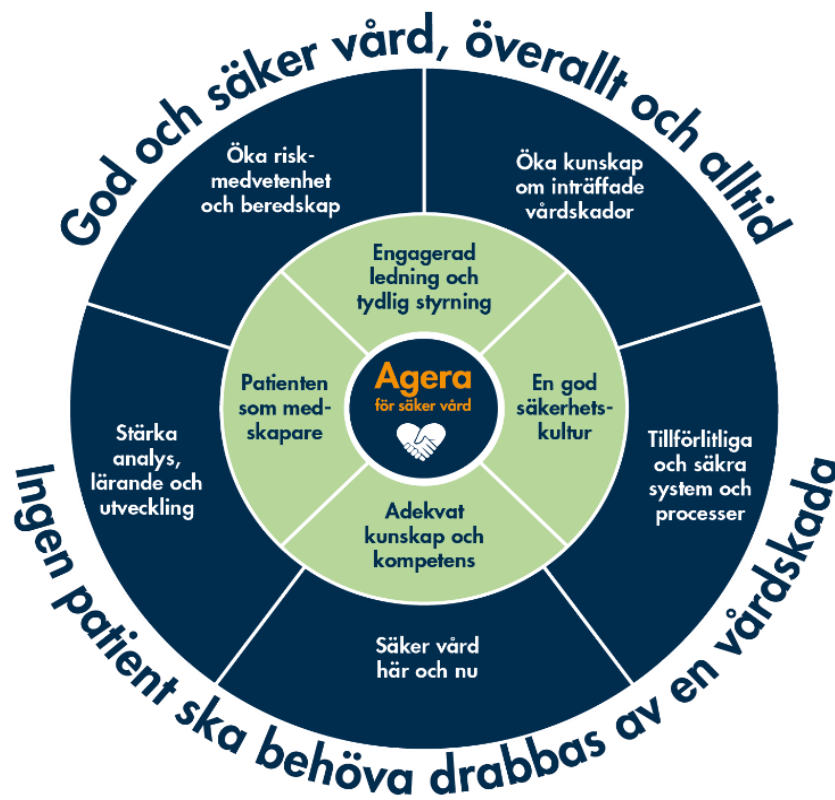 God och säker vård, överallt och alltid
Öka risk-
medvetenhet
och beredskap
Öka kunskap
om inträffade
vårdskador
Engagerad
ledning och
tydlig styrning
Patienten
som med-
skapare
Agera
för säker vård
En god
säkerhets-
kultur
Stärka
analys,
lärande och
utveckling
Tillförlitliga
och säkra
system och
processer
Adekvat
kunskap och
kompetens
Säker vård
här och nu
Ingen patient ska behöva drabbas av en vårdskada